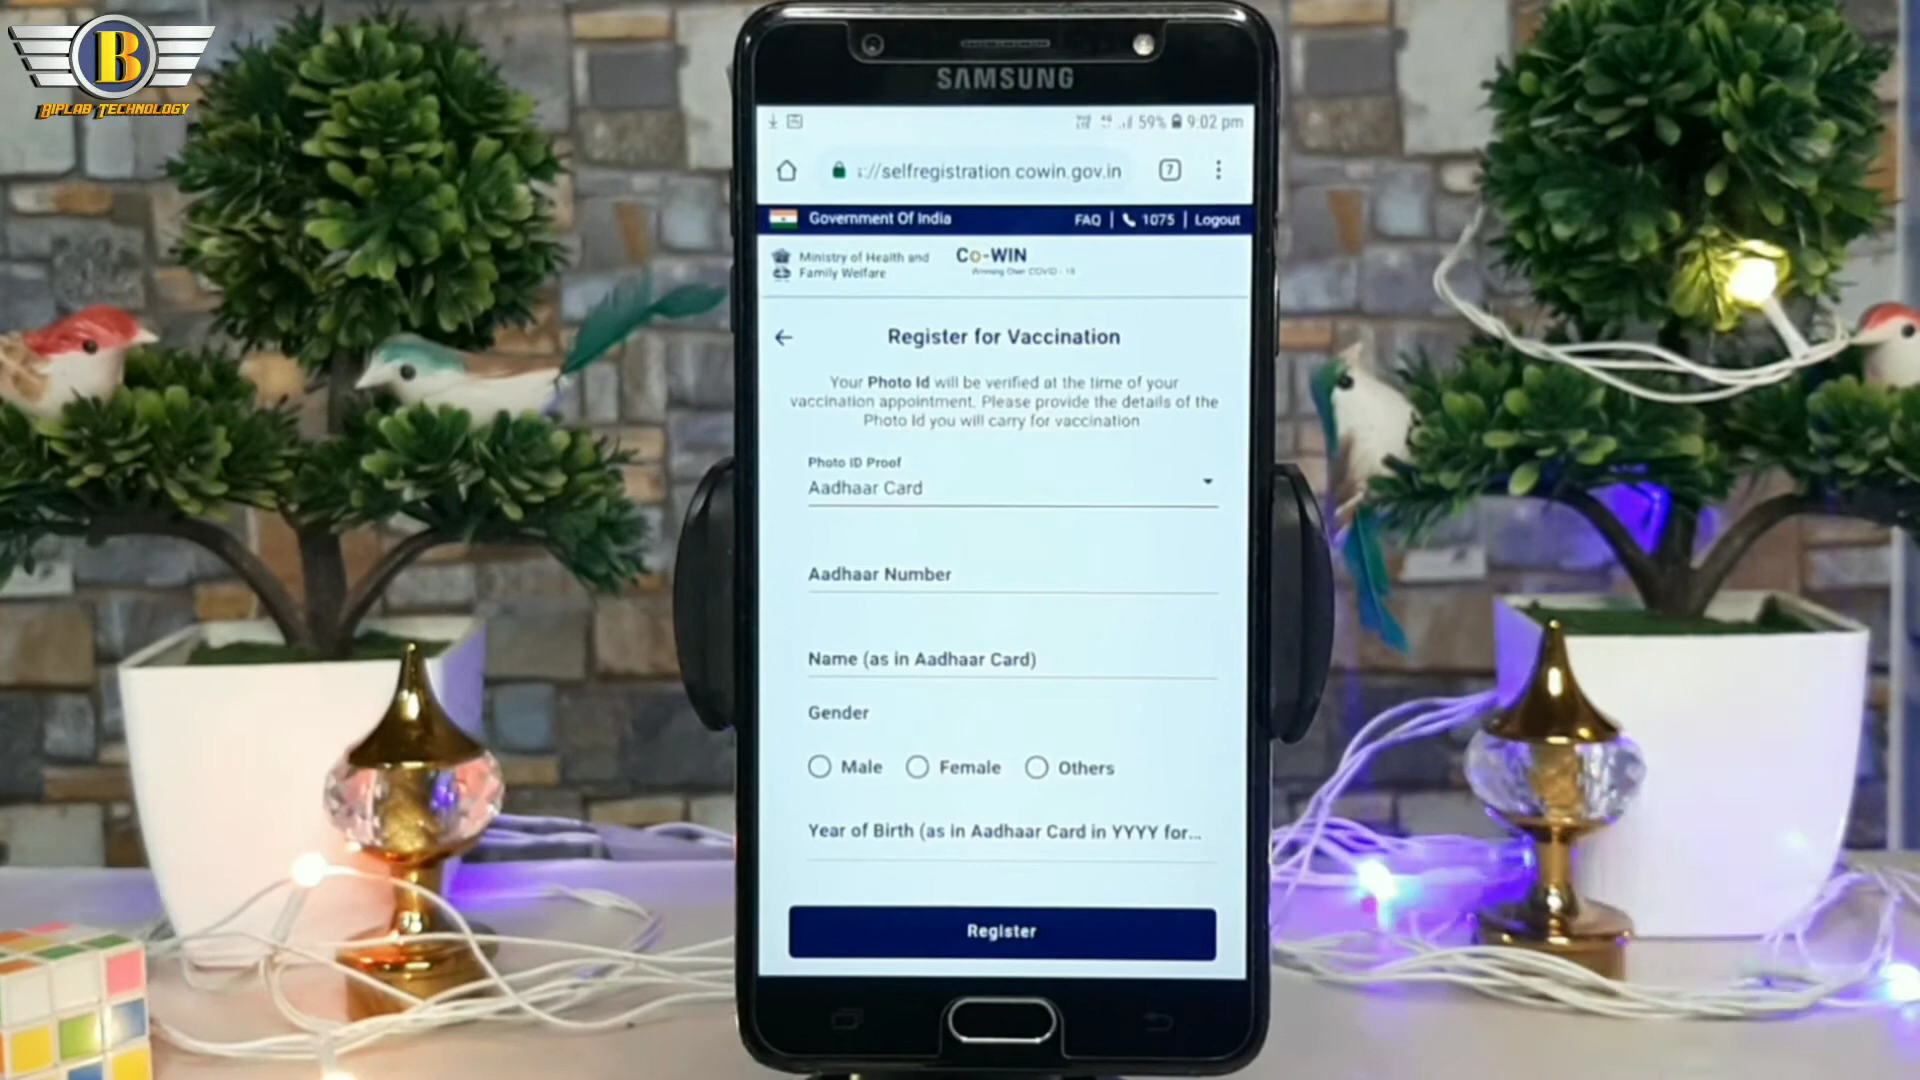 B
BIPLAB TECHNOLOGY
SAMSUNG
59% 9:02 pm
://selfregistration.cowin.gov.in 7
Government Of India FAQ | 1075 | Logout
Ministry of Health and
Family Welfare
Co-WIN
Winning Over COVID - 19
Register for Vaccination
Your Photo Id will be verified at the time of your
vaccination appointment. Please provide the details of the
Photo Id you will carry for vaccination
Photo ID Proof
Aadhaar Card
Aadhaar Number
Name (as in Aadhaar Card)
Gender
Male Female Others
Year of Birth (as in Aadhaar Card in YYYY for...
Register